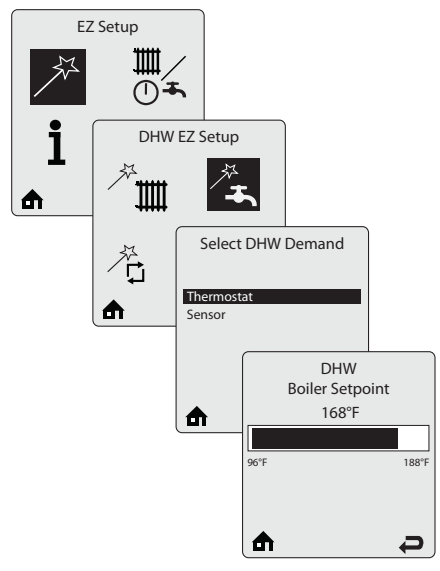 EZ Setup
DHW EZ Setup
Select DHW Demand
Thermostat
Sensor
DHW
Boiler Setpoint
168°F
96°F 188°F